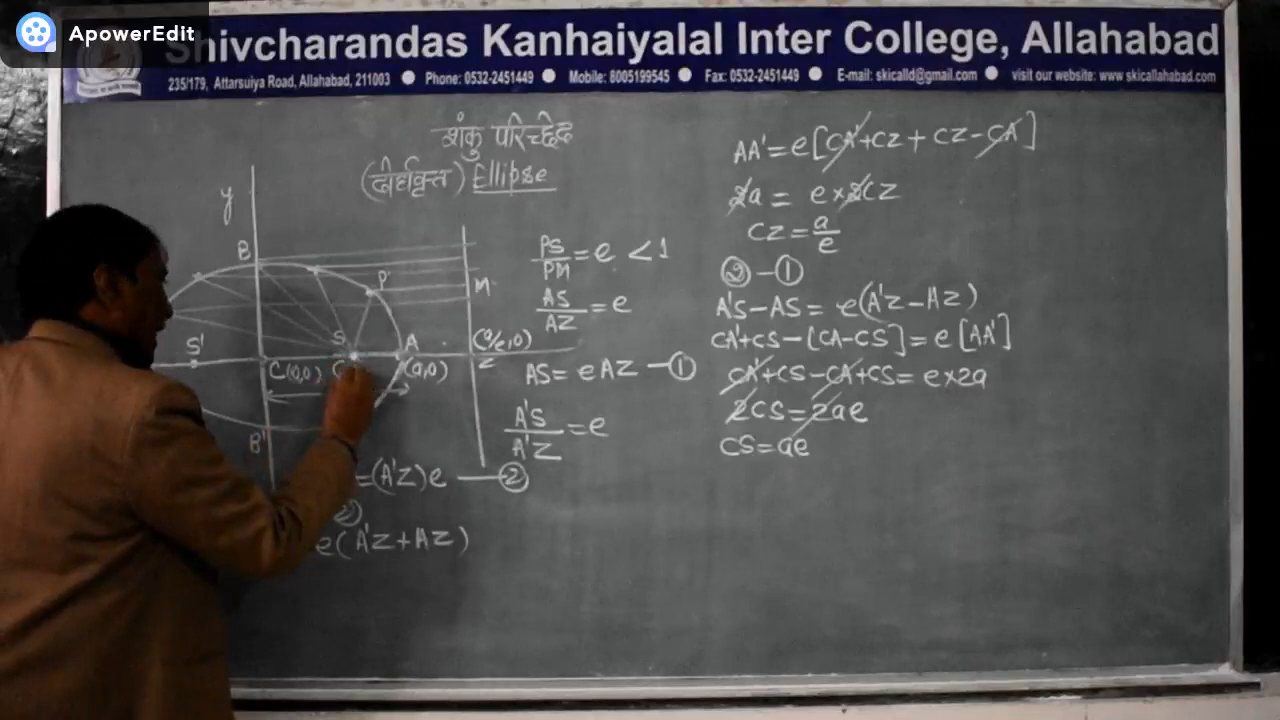 ApowerEdit
Shivcharandas Kanhaiyalal Inter College, Allahabad
235/179, Attarsuiya Road, Allahabad, 211003 ● Phone: 0532-2451449 ● Mobile: 8005199545 ● Fax: 0532-2451449 ● E-mail: skicalld@gmail.com ● visit our website: www.skicallahabad.com
शंकु परिच्छेद
(दीर्घवृत्त) Ellipse
y
B
P
M
S'
S
A
(a/e,0)
C(0,0)
(a,0)
Z
B'
PS/PM = e < 1
AS/AZ = e
AS = eAZ — ①
A'S/A'Z = e
=(A'Z)e — ②
e(A'Z+AZ)
AA' = e[CA'+CZ + CZ-CA]
2a = e×2CZ
CZ = a/e
② - ①
A'S-AS = e(A'Z-AZ)
CA'+CS-[CA-CS] = e[AA']
CA'+CS-CA+CS = e×2a
2CS = 2ae
CS = ae